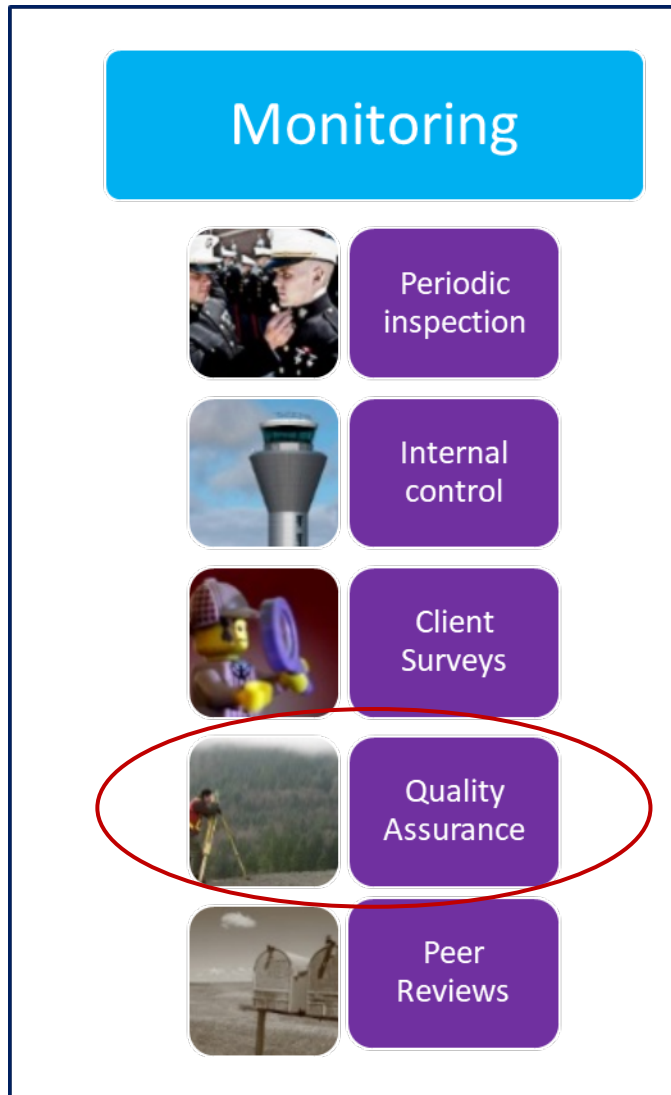 Monitoring
Periodic
inspection
Internal
control
Client
Surveys
Quality
Assurance
Peer
Reviews